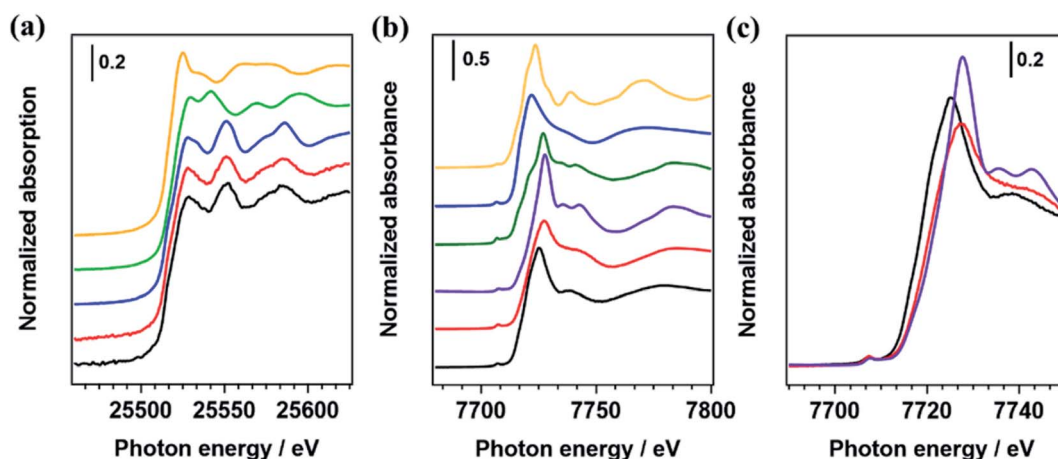 (a)
0.2
Normalized absorption
25500 25550 25600
Photon energy / eV
(b)
0.5
Normalized absorbance
7700 7750 7800
Photon energy / eV
(c)
0.2
Normalized absorbance
7700 7720 7740
Photon energy / eV